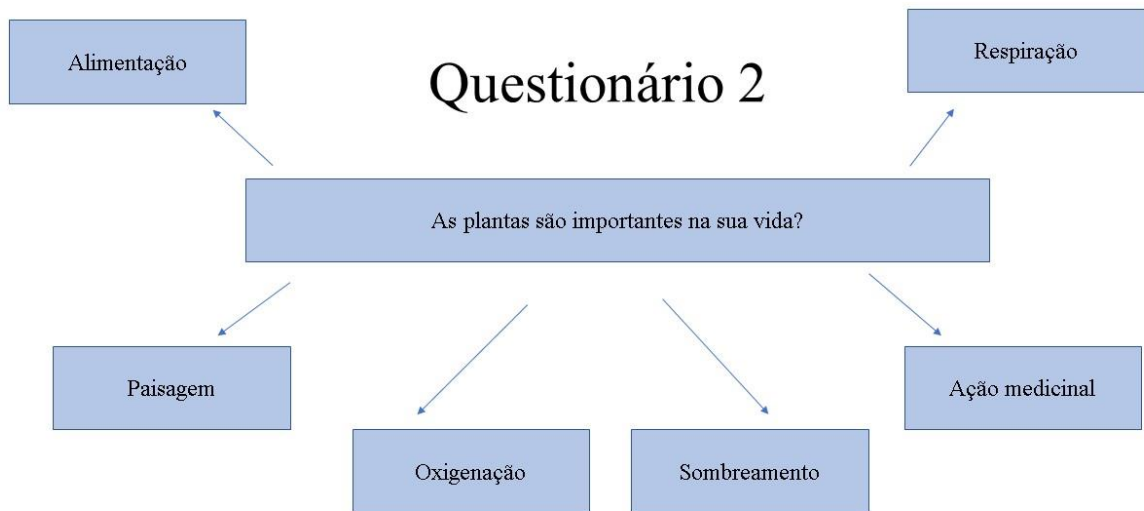 Alimentação
Questionário 2
Respiração
As plantas são importantes na sua vida?
Paisagem
Ação medicinal
Oxigenação
Sombreamento